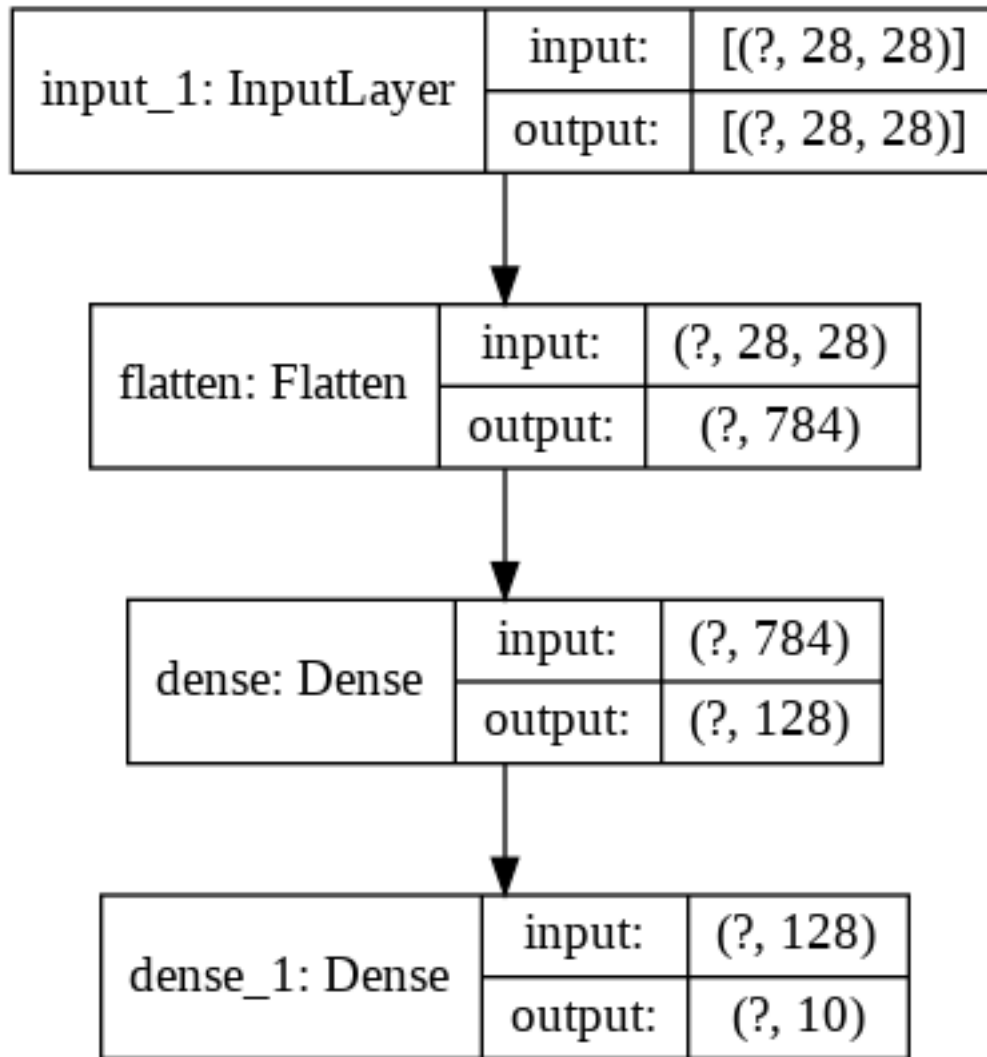 input_1: InputLayer
input: [(?, 28, 28)]
output: [(?, 28, 28)]
flatten: Flatten
input: (?, 28, 28)
output: (?, 784)
dense: Dense
input: (?, 784)
output: (?, 128)
dense_1: Dense
input: (?, 128)
output: (?, 10)